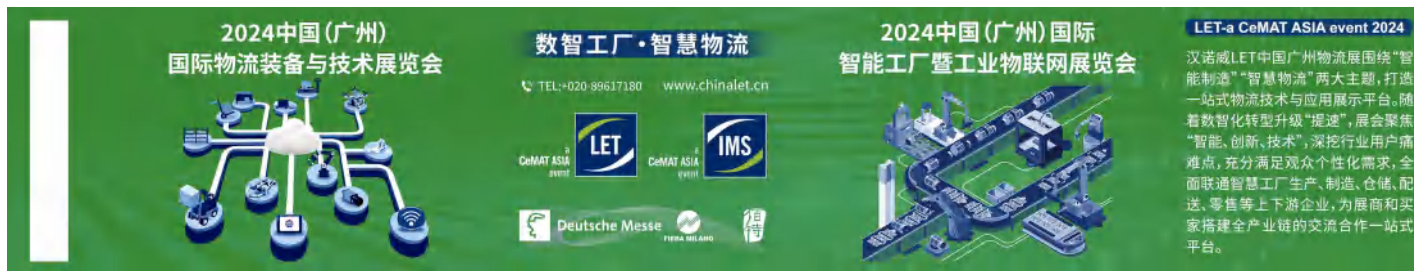 2024中国(广州)
国际物流装备与技术展览会
数智工厂·智慧物流
TEL:+020-89617180 www.chinalet.cn
LET
a
CeMAT ASIA
event
IMS
a
CeMAT ASIA
event
Deutsche Messe
FIERA MILANO
佰特
2024中国(广州)国际
智能工厂暨工业物联网展览会
LET-a CeMAT ASIA event 2024
汉诺威LET中国广州物流展围绕“智
能制造”“智慧物流”两大主题,打造
一站式物流技术与应用展示平台。随
着数智化转型升级“提速”,展会聚焦
“智能、创新、技术”,深挖行业用户痛
难点,充分满足观众个性化需求,全
面联通智慧工厂生产、制造、仓储、配
送、零售等上下游企业,为展商和买
家搭建全产业链的交流合作一站式
平台。